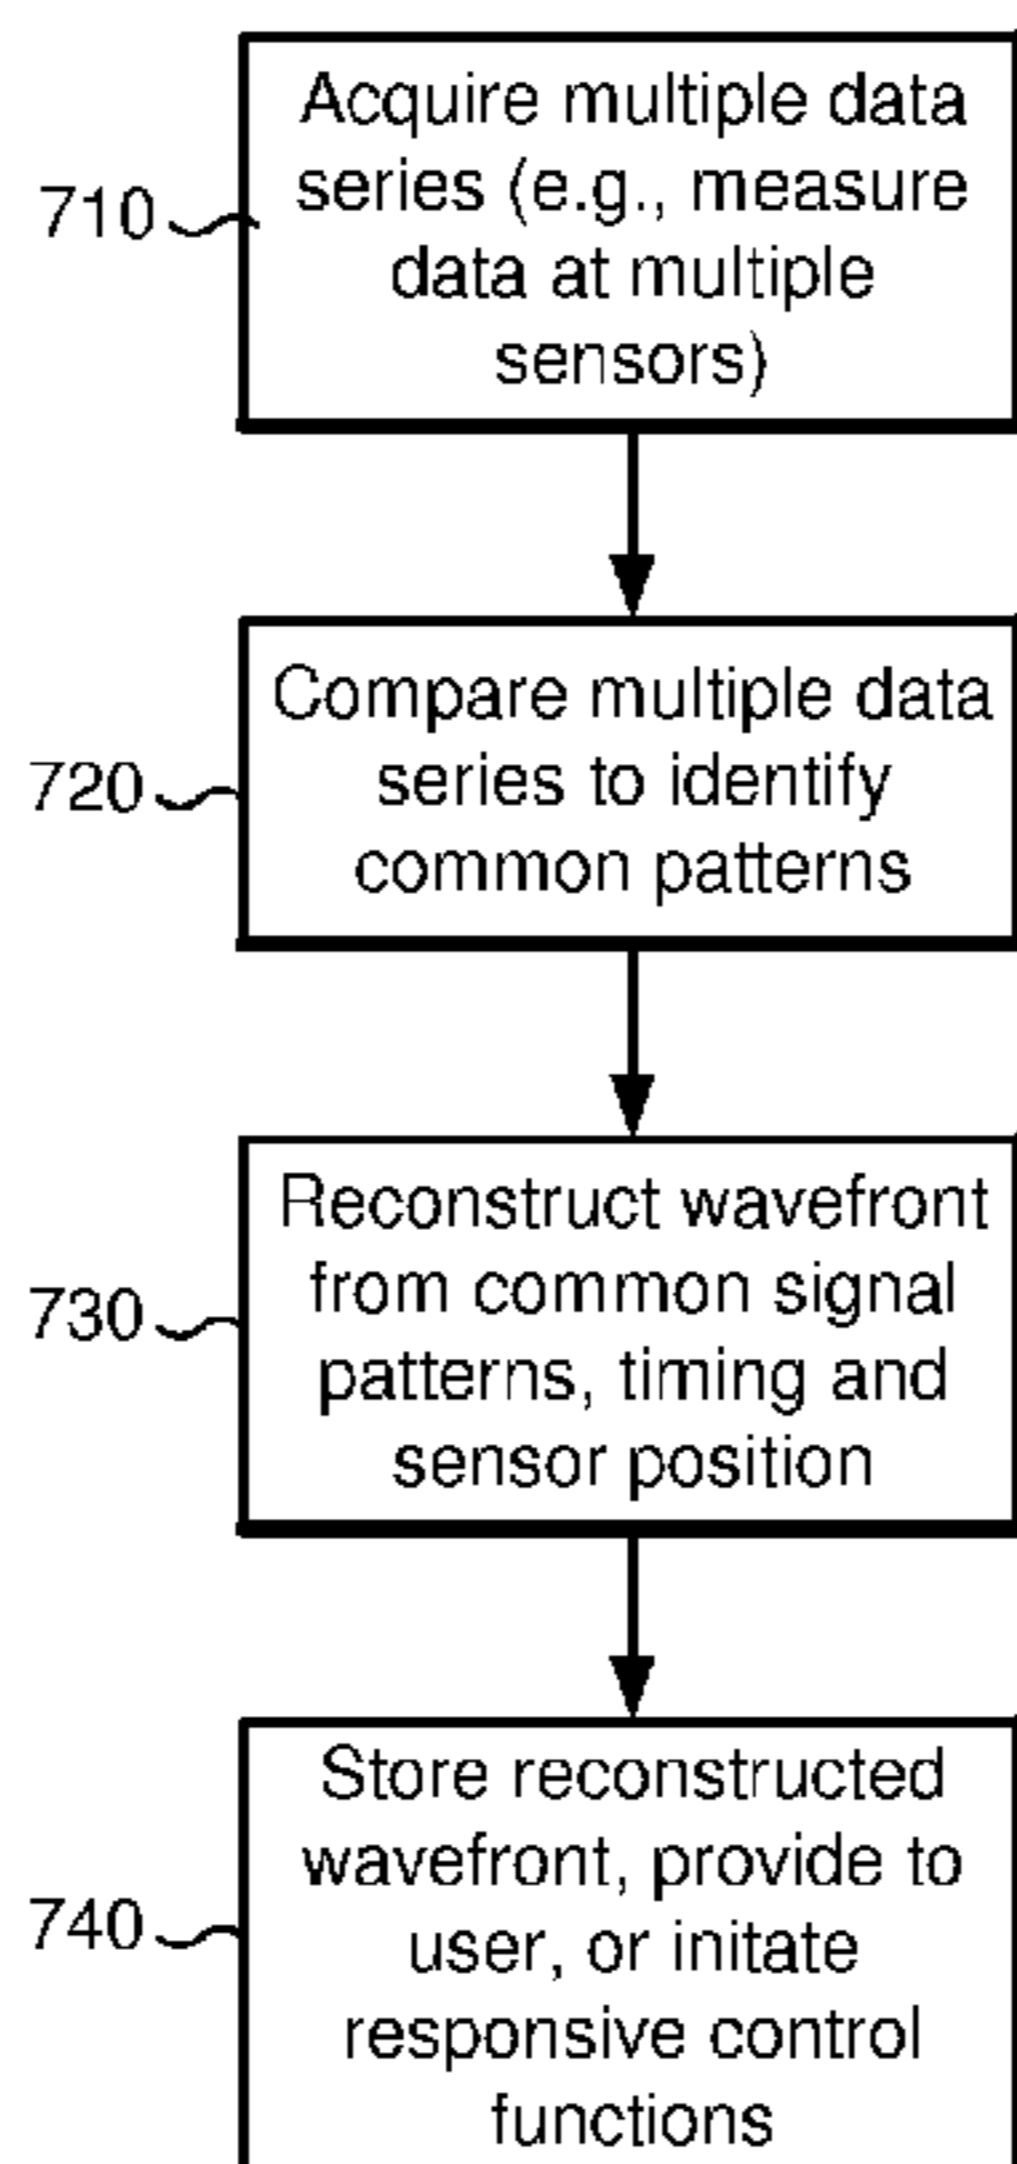 Acquire multiple data
series (e.g., measure
data at multiple
sensors)
710
Compare multiple data
series to identify
common patterns
720
Reconstruct wavefront
from common signal
patterns, timing and
sensor position
730
Store reconstructed
wavefront, provide to
user, or initate
responsive control
functions
740